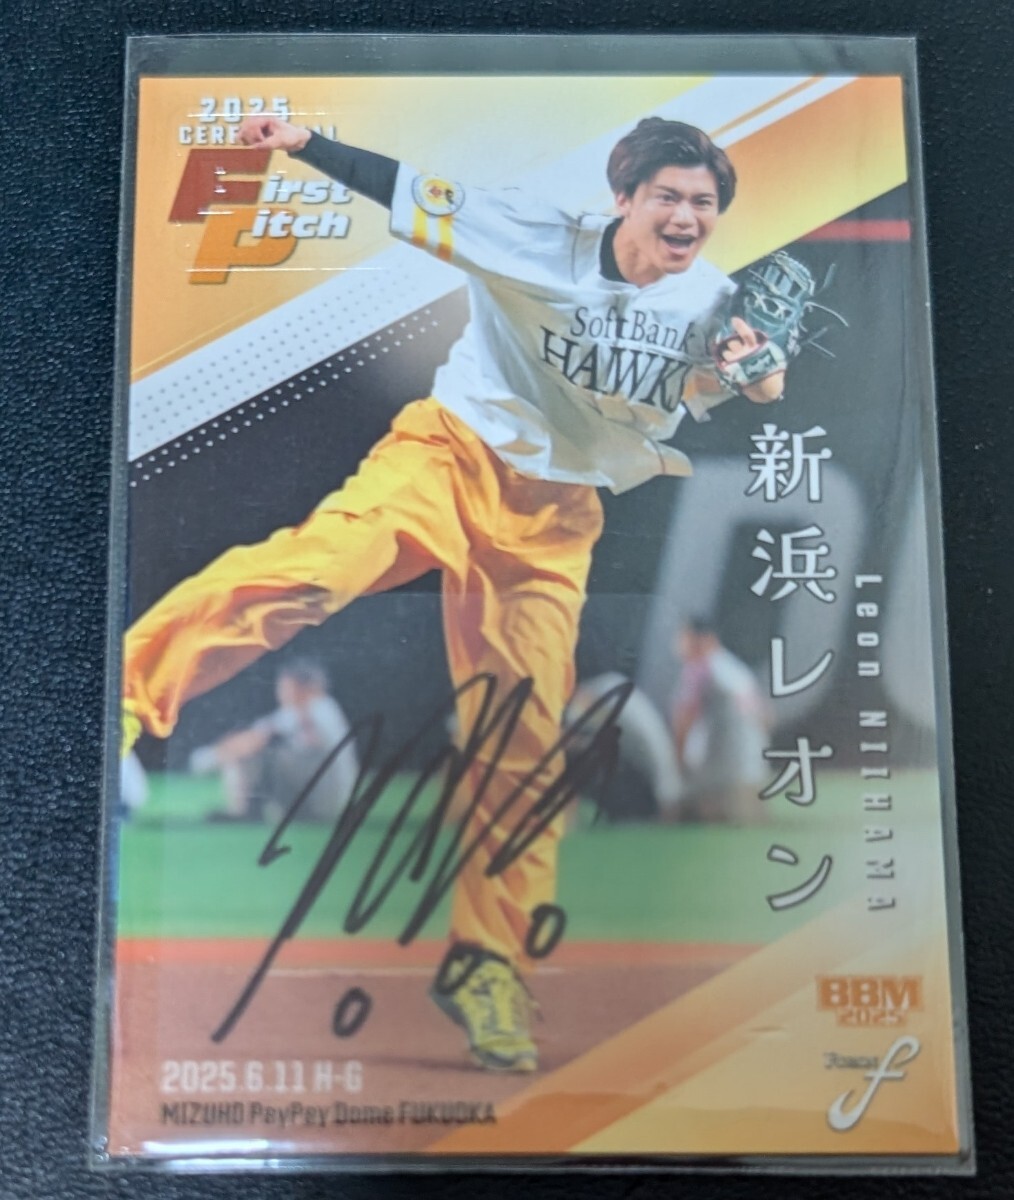 2025
CEREMONIAL
First
Pitch
SoftBank
HAWKS
新浜レオン
Leon NIIHAMA
BBM
2025
Fusion
f
2025.6.11 H-G
MIZUHO PayPay Dome FUKUOKA